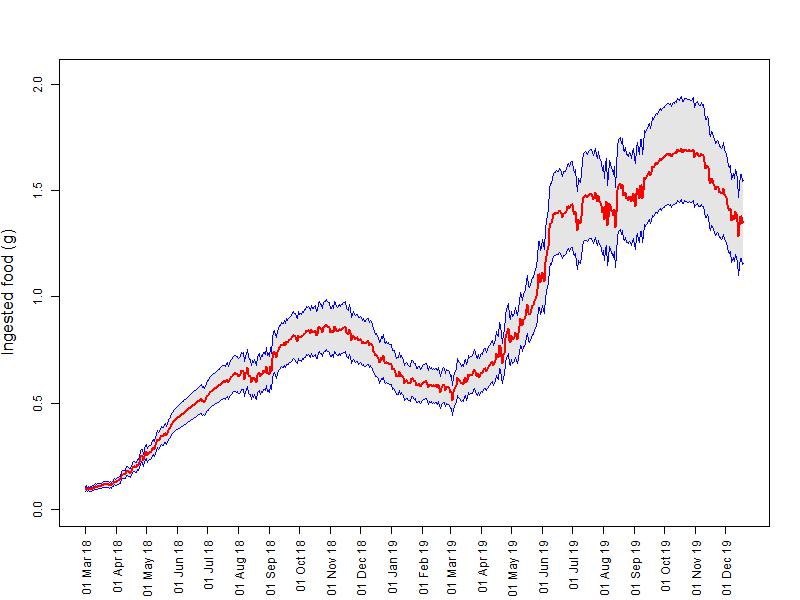 Ingested food (g)
2.0
1.5
1.0
0.5
0.0
01 Mar 18
01 Apr 18
01 May 18
01 Jun 18
01 Jul 18
01 Aug 18
01 Sep 18
01 Oct 18
01 Nov 18
01 Dec 18
01 Jan 19
01 Feb 19
01 Mar 19
01 Apr 19
01 May 19
01 Jun 19
01 Jul 19
01 Aug 19
01 Sep 19
01 Oct 19
01 Nov 19
01 Dec 19